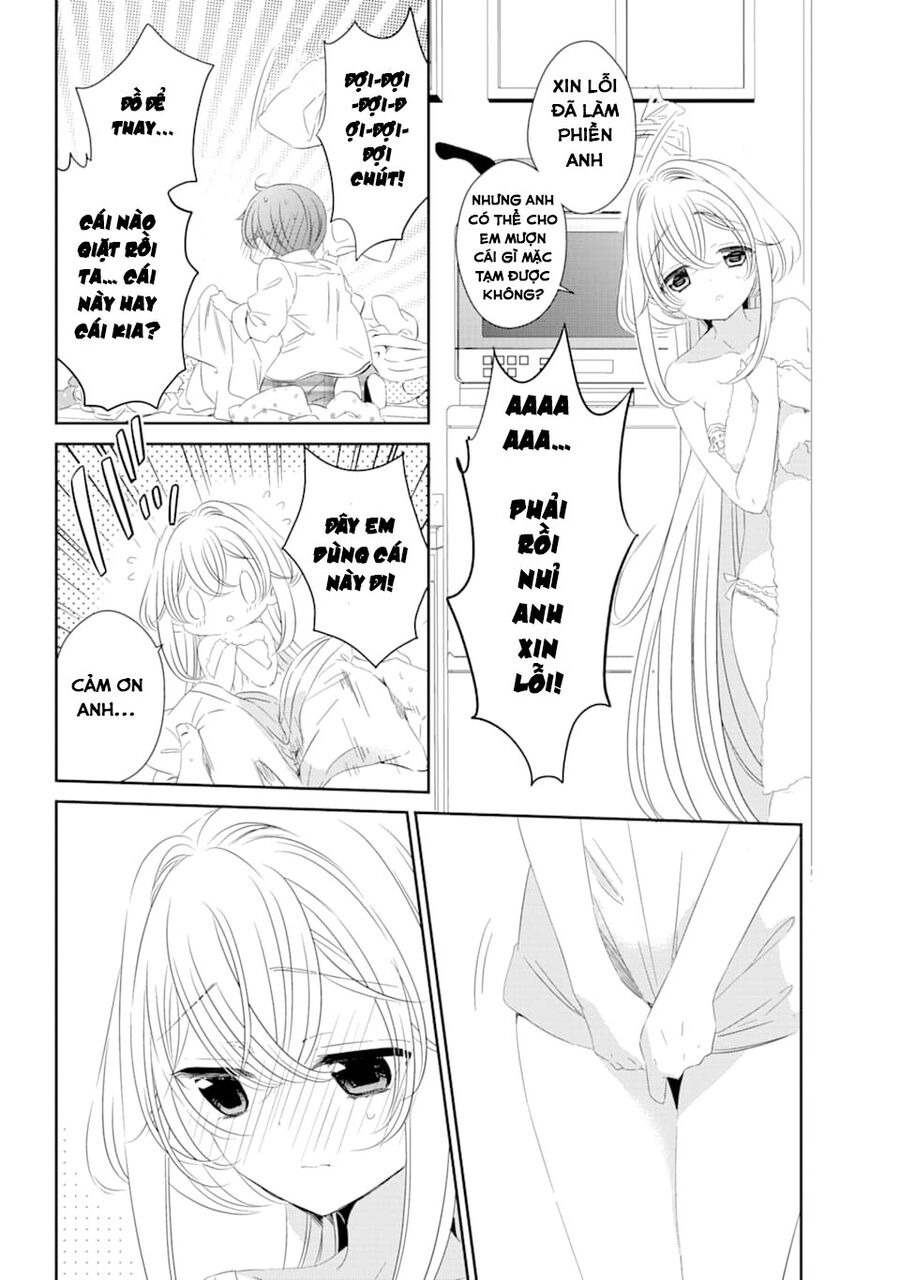 XIN LỖI
ĐÃ LÀM
PHIỀN
ANH
NHƯNG ANH
CÓ THỂ CHO
EM MƯỢN
CÁI GÌ MẶC
TẠM ĐƯỢC
KHÔNG?
AAAA
AAA...
PHẢI
RỒI
NHỈ
ANH
XIN
LỖI!
ĐỢI-ĐỢI
-ĐỢI-Đ
ỢI-ĐỢI-
ĐỢI
CHÚT!
ĐỒ ĐỂ
THAY...
CÁI NÀO
GIẶT RỒI
TA... CÁI
NÀY HAY
CÁI KIA?
ĐÂY EM
DÙNG CÁI
NÀY ĐI!
CẢM ƠN
ANH...